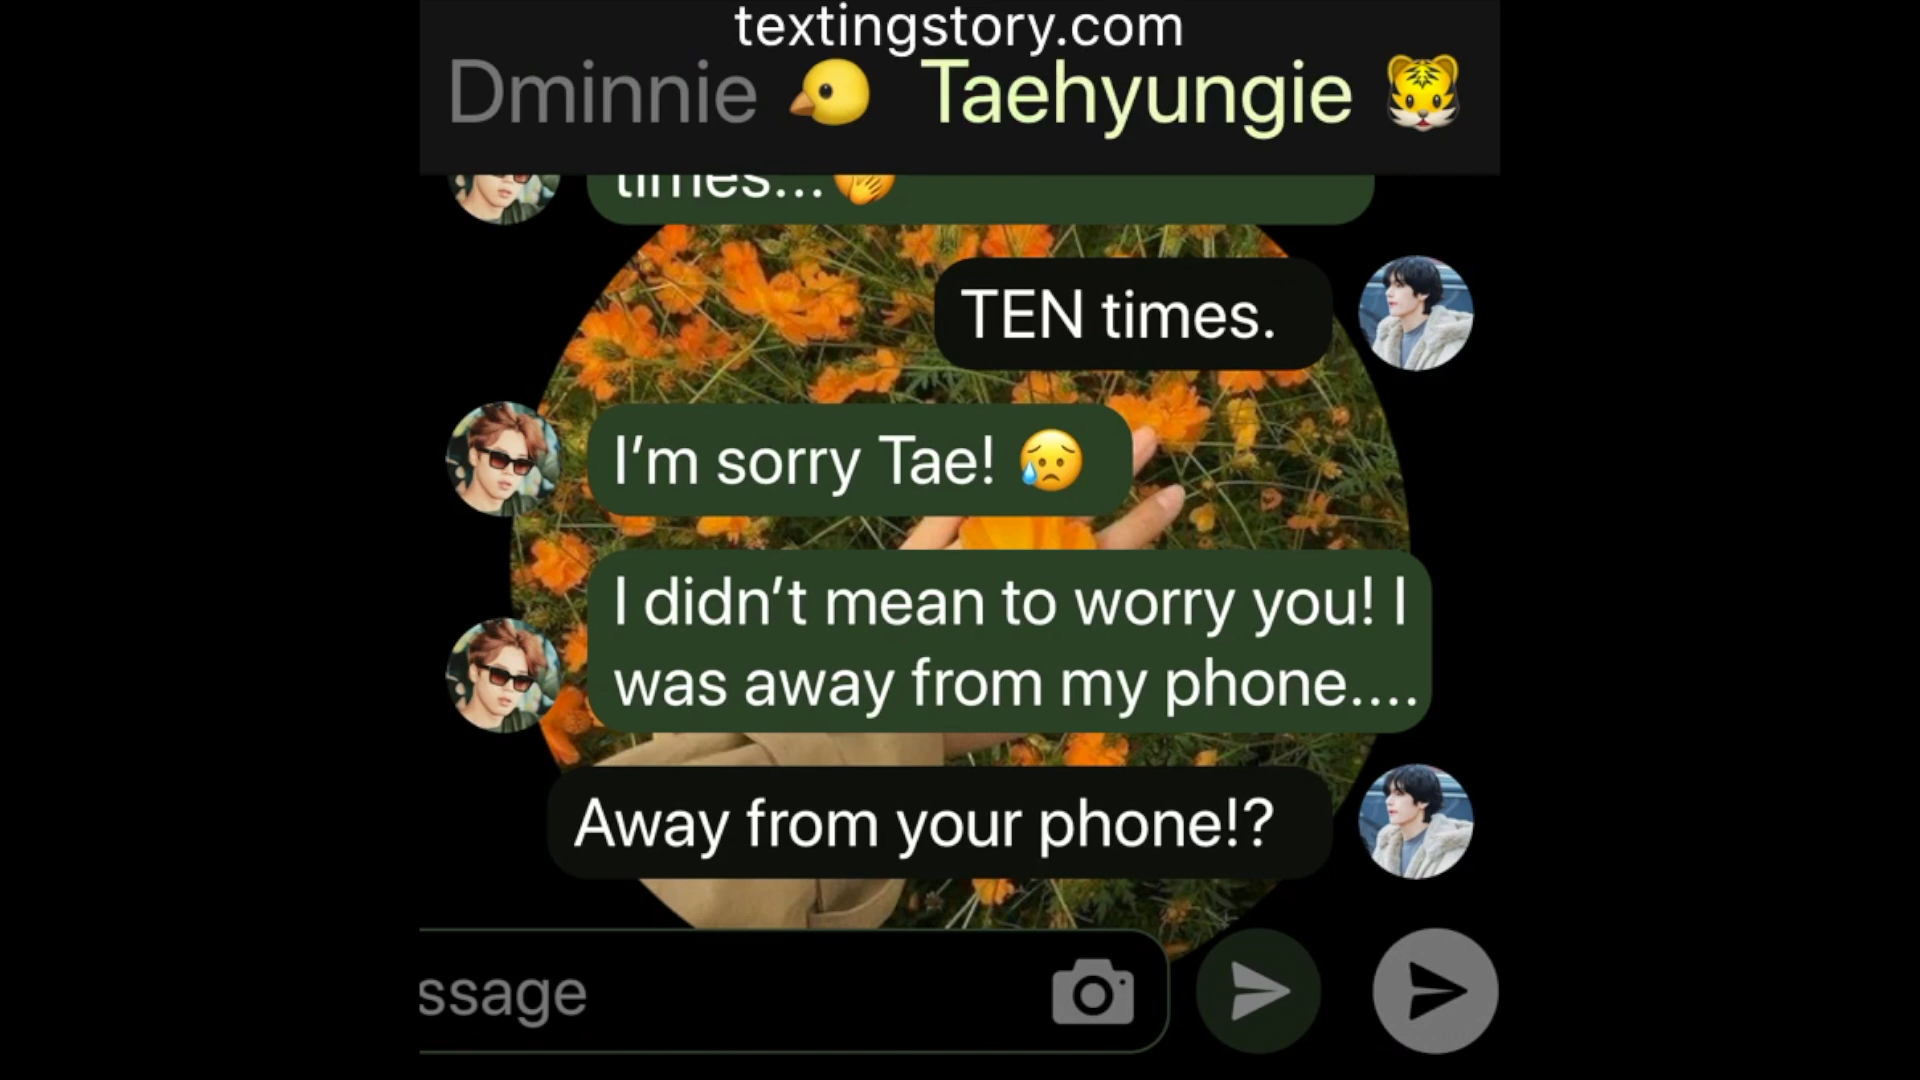 textingstory.com
Dminnie 🐤 Taehyungie 🐯
times...🤭
TEN times.
I’m sorry Tae! 😥
I didn’t mean to worry you! I
was away from my phone....
Away from your phone!?
ssage